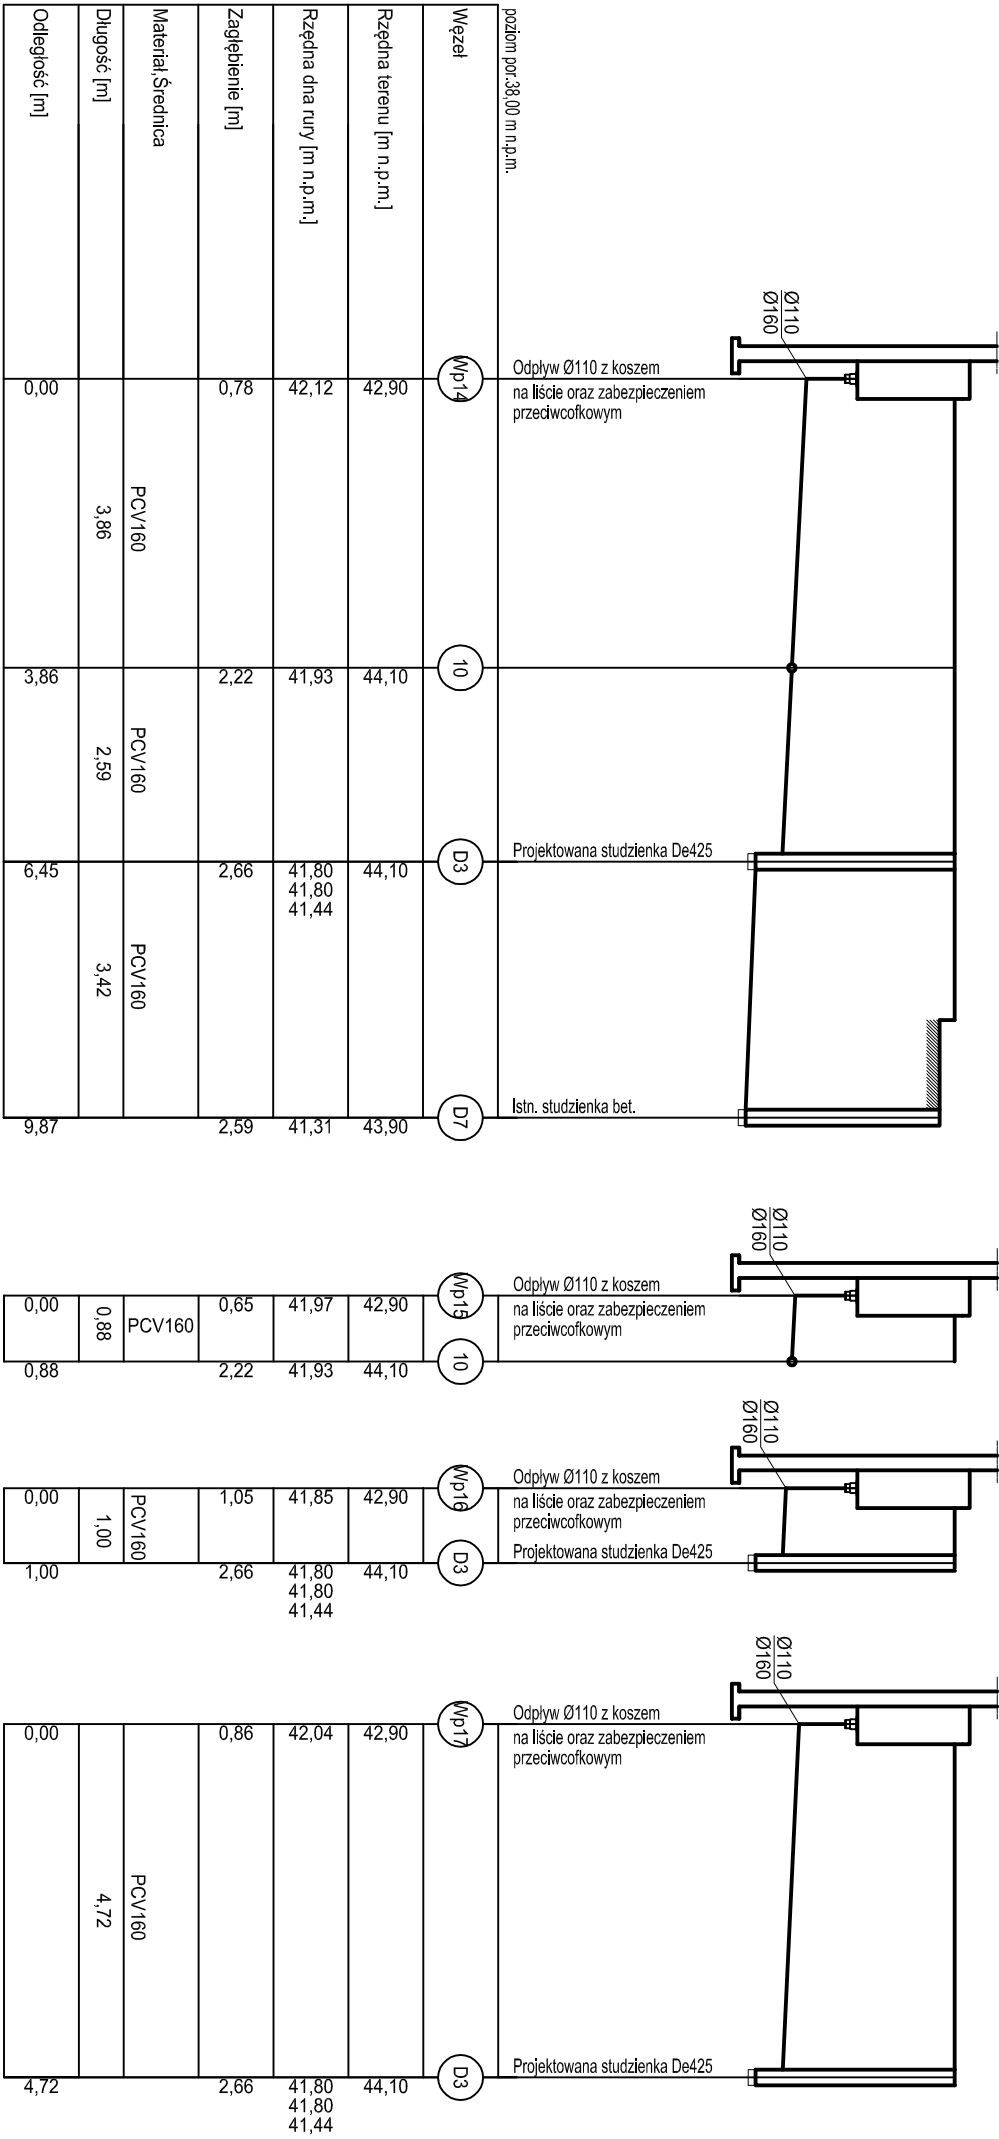 poziom por.38,00 m n.p.m.
Węzeł
Rzędna terenu [m n.p.m.]
Rzędna dna rury [m n.p.m.]
Zagłębienie [m]
Materiał,Średnica
Długość [m]
Odległość [m]
Ø110
Ø160
Odpływ Ø110 z koszem
na liście oraz zabezpieczeniem
przeciwcofkowym
Wp14
42,90
42,12
0,78
0,00
PCV160
3,86
10
44,10
41,93
2,22
3,86
PCV160
2,59
Projektowana studzienka De425
D3
44,10
41,80
41,80
41,44
2,66
6,45
PCV160
3,42
Istn. studzienka bet.
D7
43,90
41,31
2,59
9,87
Ø110
Ø160
Odpływ Ø110 z koszem
na liście oraz zabezpieczeniem
przeciwcofkowym
Wp15
42,90
41,97
0,65
0,00
PCV160
0,88
10
44,10
41,93
2,22
0,88
Ø110
Ø160
Odpływ Ø110 z koszem
na liście oraz zabezpieczeniem
przeciwcofkowym
Wp16
42,90
41,85
1,05
0,00
PCV160
1,00
Projektowana studzienka De425
D3
44,10
41,80
41,80
41,44
2,66
1,00
Ø110
Ø160
Odpływ Ø110 z koszem
na liście oraz zabezpieczeniem
przeciwcofkowym
Wp17
42,90
42,04
0,86
0,00
PCV160
4,72
Projektowana studzienka De425
D3
44,10
41,80
41,80
41,44
2,66
4,72